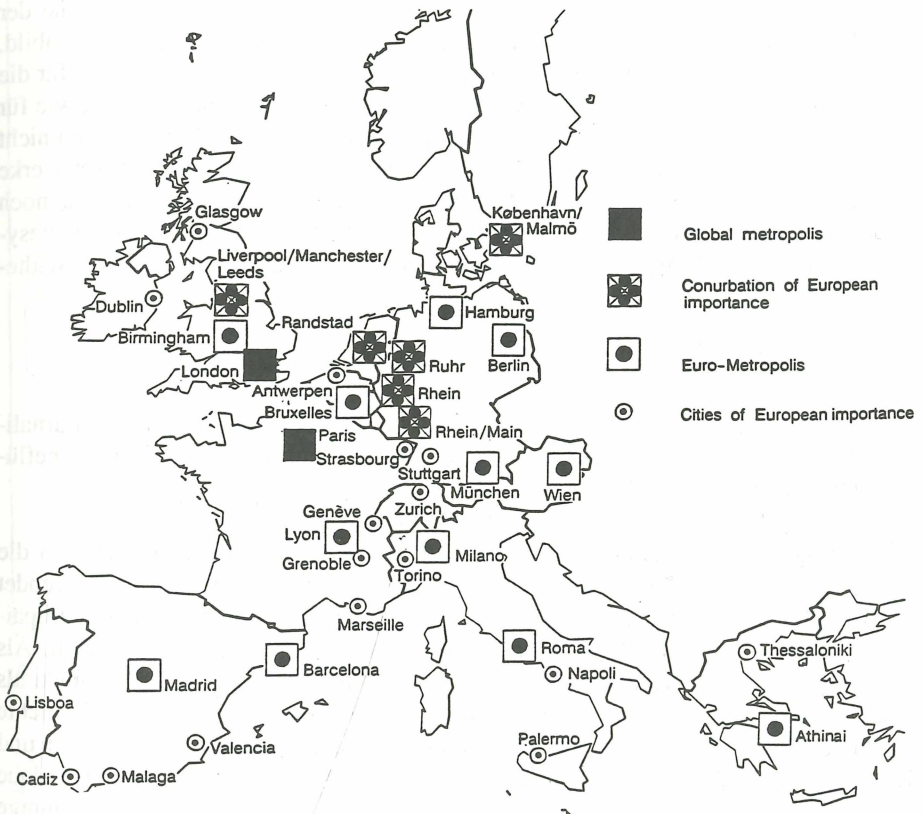 Glasgow
København/
Malmö
Liverpool/Manchester/
Leeds
Dublin
Birmingham
Randstad
Hamburg
London
Ruhr
Berlin
Antwerpen
Rhein
Bruxelles
Rhein/Main
Paris
Strasbourg
Stuttgart
München
Wien
Zurich
Genève
Lyon
Milano
Grenoble
Torino
Marseille
Barcelona
Madrid
Roma
Napoli
Thessaloniki
Lisboa
Valencia
Palermo
Athinai
Cadiz
Malaga
Global metropolis
Conurbation of European
importance
Euro-Metropolis
Cities of European importance